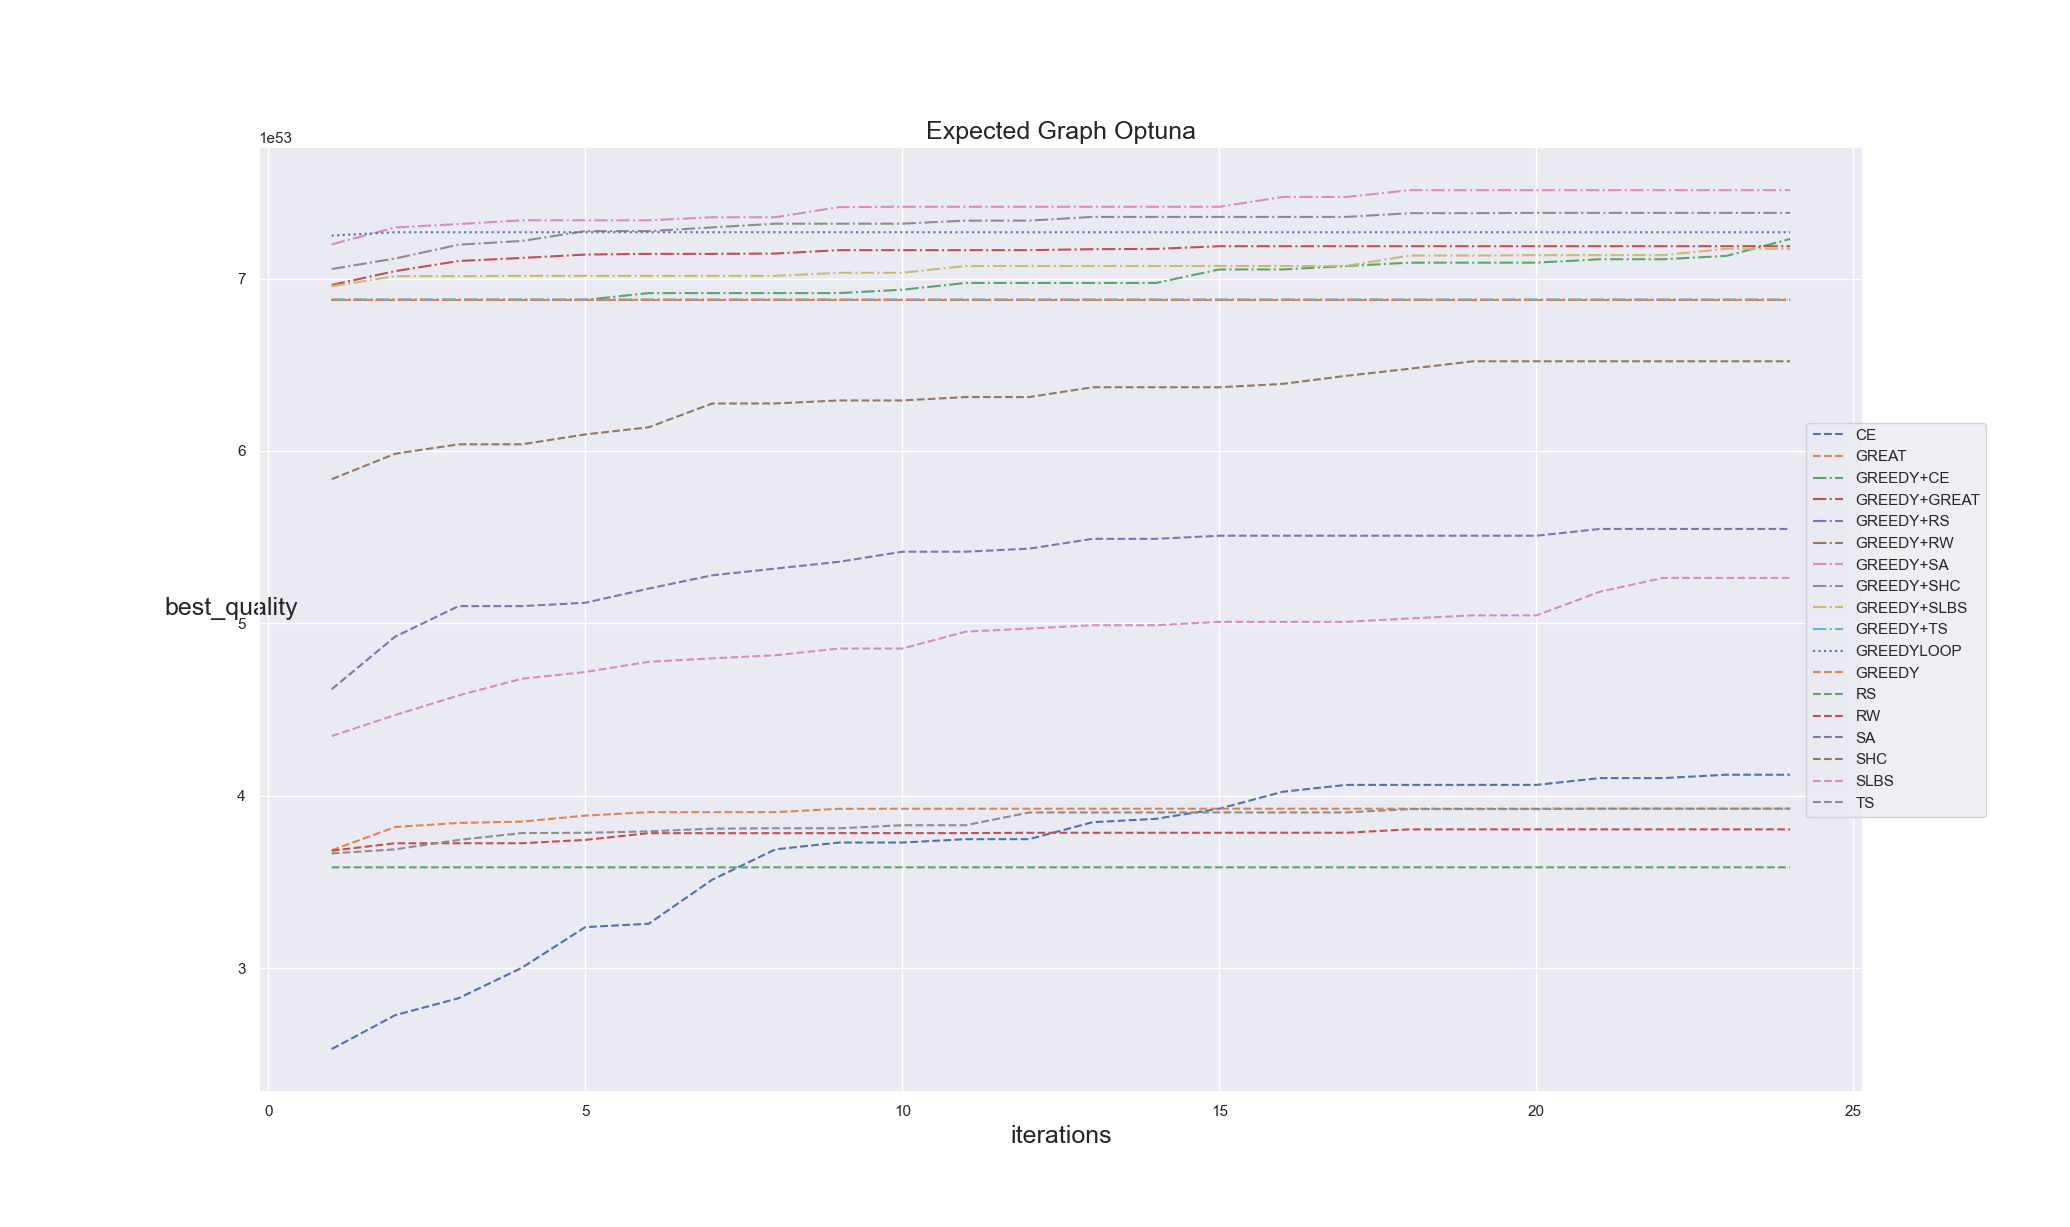 Expected Graph Optuna
1e53
7
6
5
4
3
best_quality
0 5 10 15 20 25
iterations
CE
GREAT
GREEDY+CE
GREEDY+GREAT
GREEDY+RS
GREEDY+RW
GREEDY+SA
GREEDY+SHC
GREEDY+SLBS
GREEDY+TS
GREEDYLOOP
GREEDY
RS
RW
SA
SHC
SLBS
TS